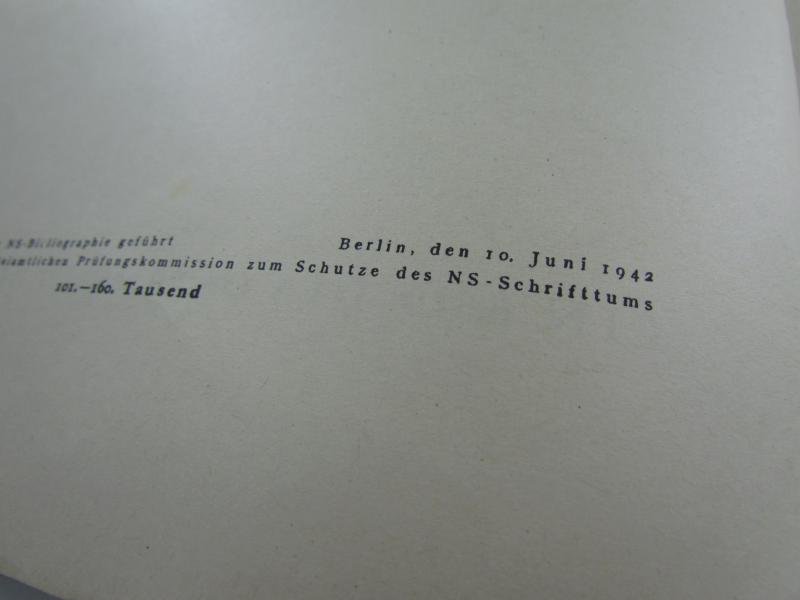 NS-Bibliographie geführt
Berlin, den 10. Juni 1942
Prüfungskommission zum Schutze des NS-Schrifttums
101.–160. Tausend